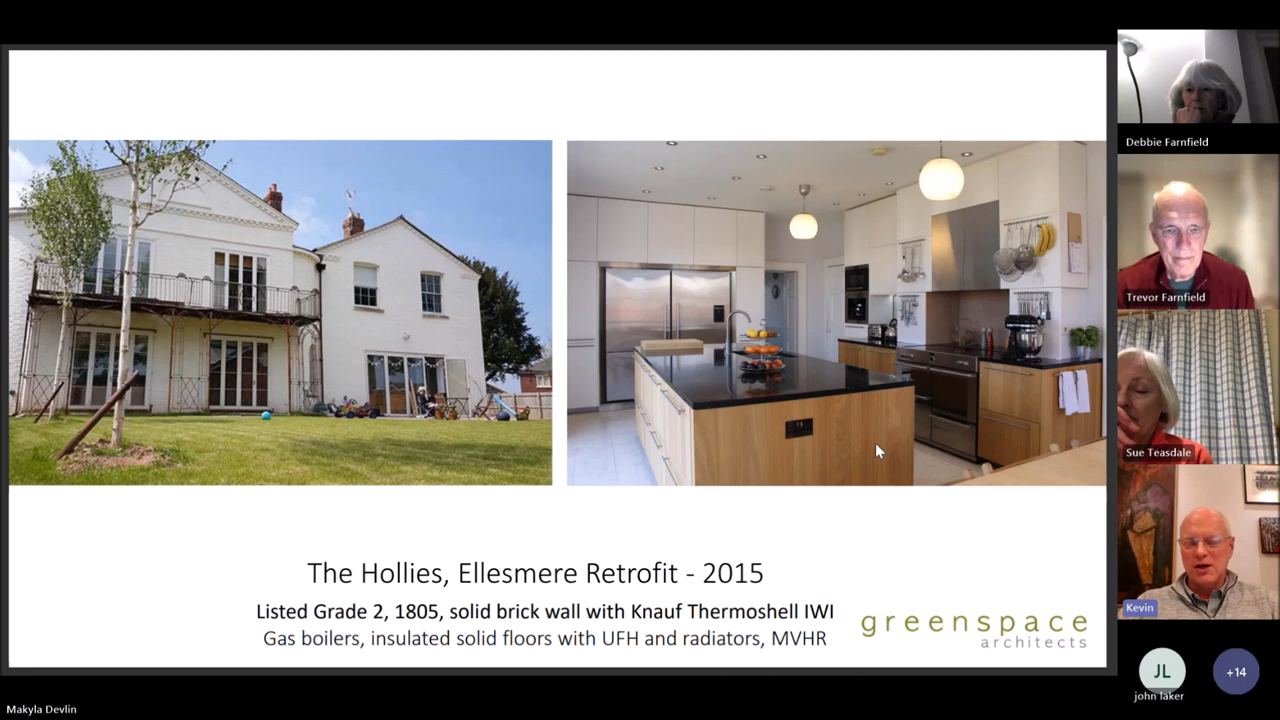 The Hollies, Ellesmere Retrofit - 2015
Listed Grade 2, 1805, solid brick wall with Knauf Thermoshell IWI
Gas boilers, insulated solid floors with UFH and radiators, MVHR
greenspace
architects
Debbie Farnfield
Trevor Farnfield
Sue Teasdale
Kevin
JL
+14
john laker
Makyla Devlin